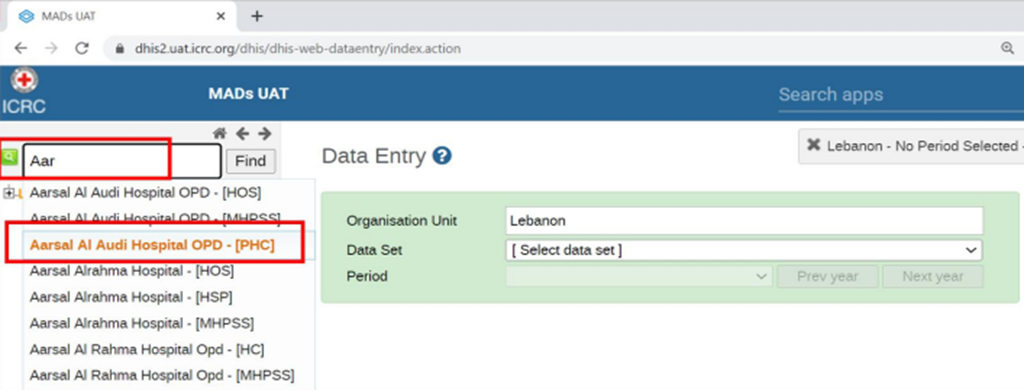 MADs UAT
dhis2.uat.icrc.org/dhis/dhis-web-dataentry/index.action
ICRC
MADs UAT
Search apps
Aar
Find
Aarsal Al Audi Hospital OPD - [HOS]
Aarsal Al Audi Hospital OPD - [MHPSS]
Aarsal Al Audi Hospital OPD - [PHC]
Aarsal Alrahma Hospital - [HOS]
Aarsal Alrahma Hospital - [HSP]
Aarsal Alrahma Hospital - [MHPSS]
Aarsal Al Rahma Hospital Opd - [HC]
Aarsal Al Rahma Hospital Opd - [MHPSS]
Data Entry ?
Lebanon - No Period Selected -
Organisation Unit Lebanon
Data Set [ Select data set ]
Period Prev year Next year